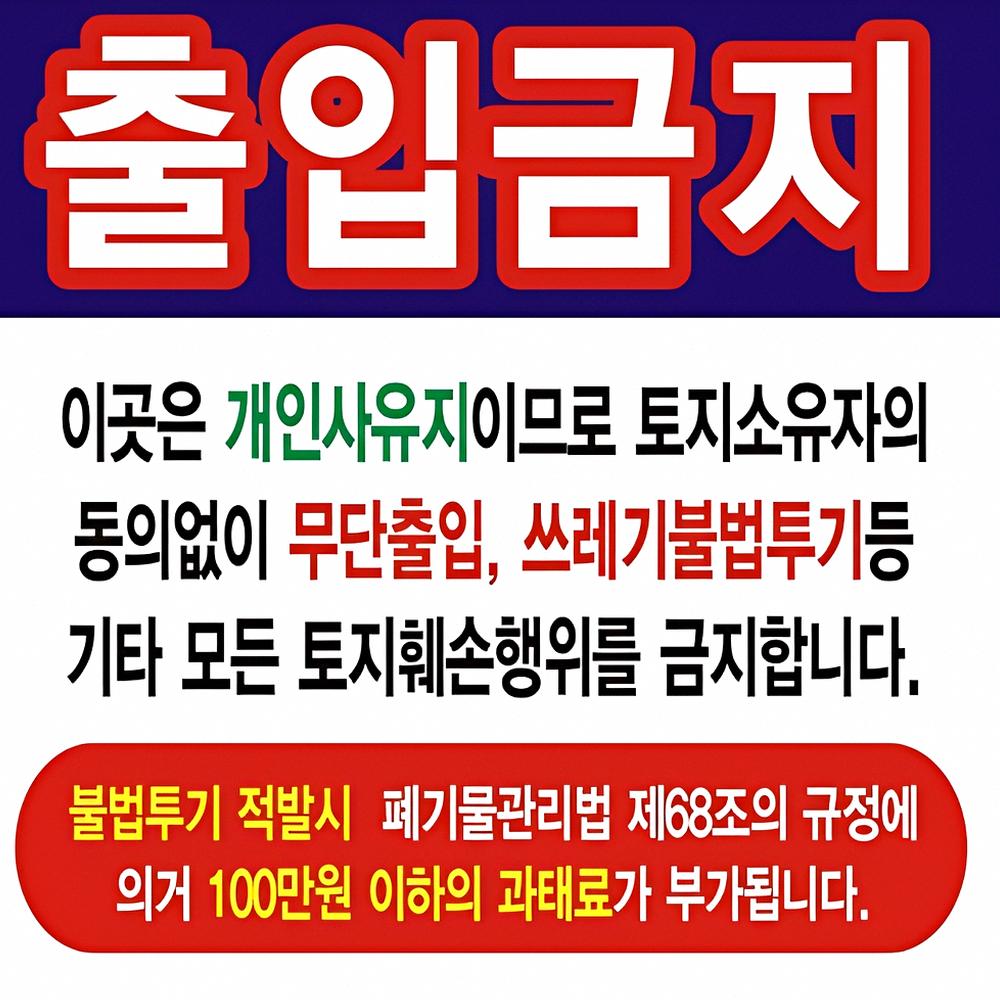 출입금지
이곳은 개인사유지이므로 토지소유자의
동의없이 무단출입, 쓰레기불법투기등
기타 모든 토지훼손행위를 금지합니다.
불법투기 적발시 폐기물관리법 제68조의 규정에
의거 100만원 이하의 과태료가 부가됩니다.